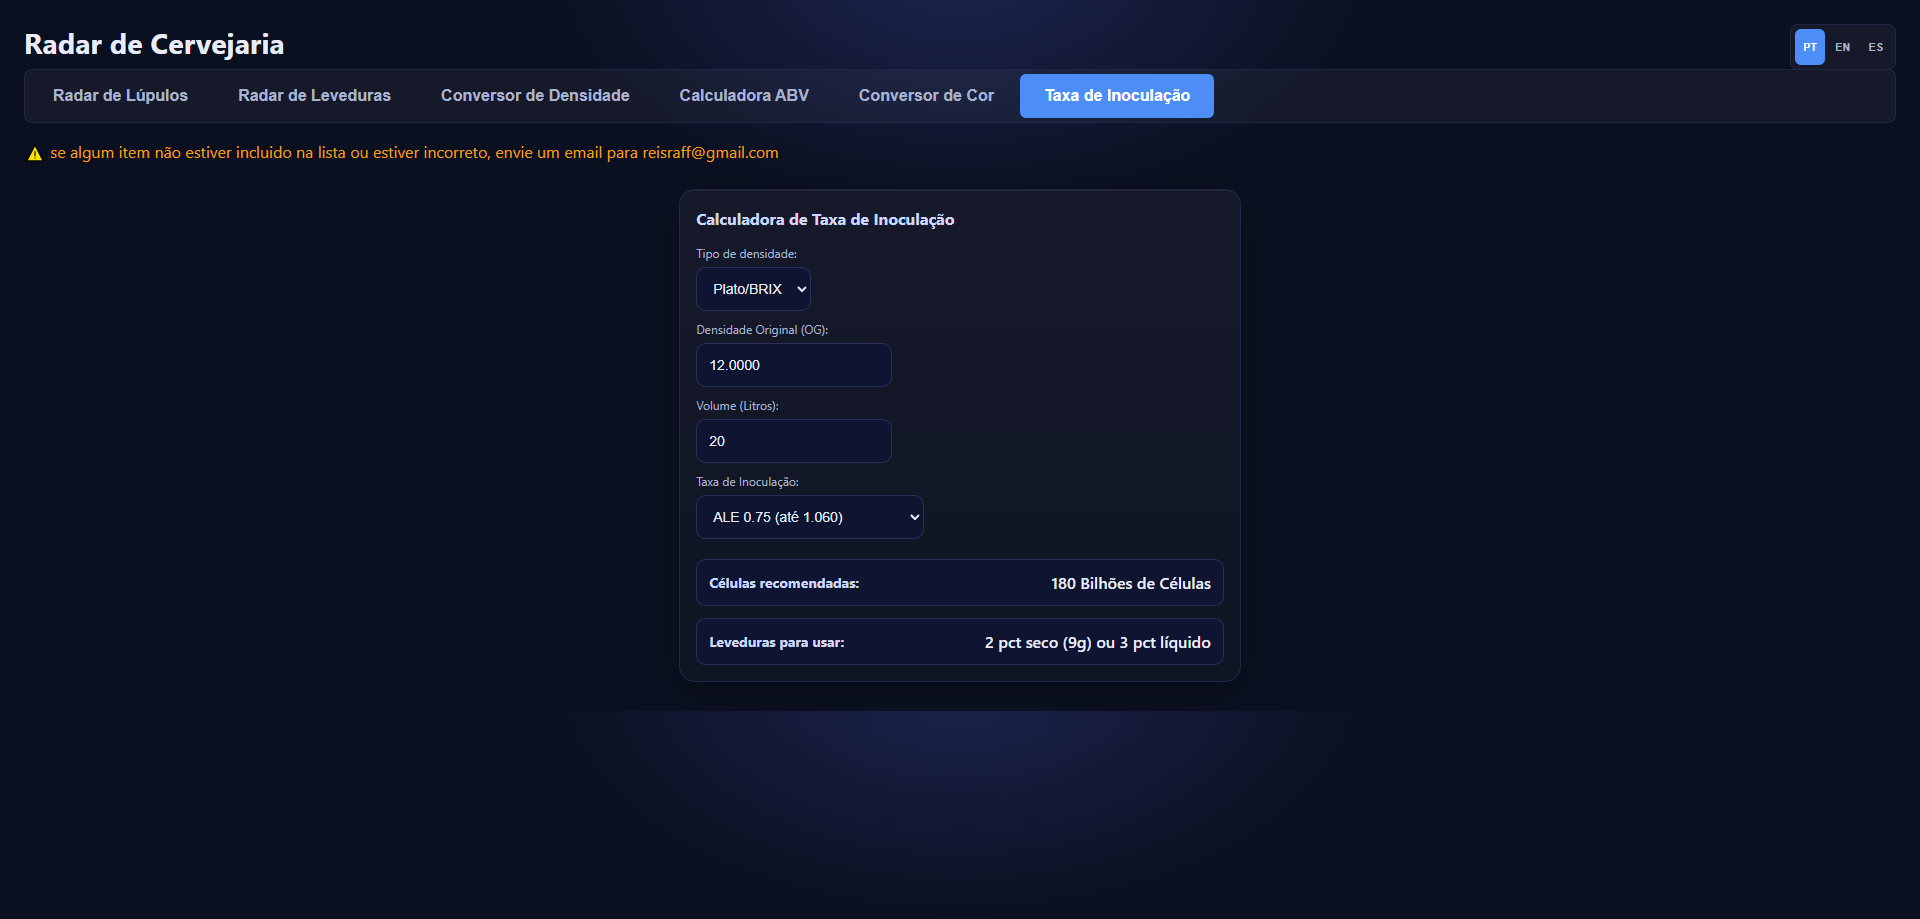 Radar de Cervejaria
PT EN ES
Radar de Lúpulos Radar de Leveduras Conversor de Densidade Calculadora ABV Conversor de Cor Taxa de Inoculação
⚠ se algum item não estiver incluido na lista ou estiver incorreto, envie um email para reisraff@gmail.com
Calculadora de Taxa de Inoculação
Tipo de densidade:
Plato/BRIX
Densidade Original (OG):
12.0000
Volume (Litros):
20
Taxa de Inoculação:
ALE 0.75 (até 1.060)
Células recomendadas: 180 Bilhões de Células
Leveduras para usar: 2 pct seco (9g) ou 3 pct líquido